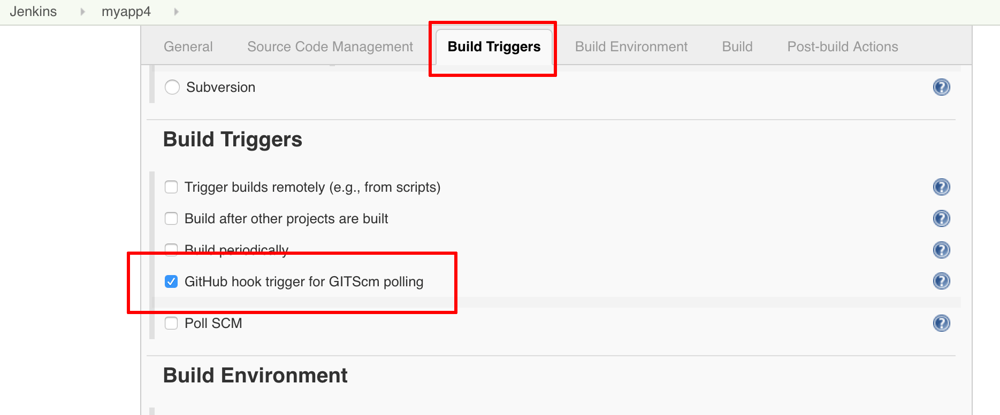 Jenkins myapp4
General Source Code Management Build Triggers Build Environment Build Post-build Actions
Subversion
Build Triggers
Trigger builds remotely (e.g., from scripts)
Build after other projects are built
Build periodically
GitHub hook trigger for GITScm polling
Poll SCM
Build Environment